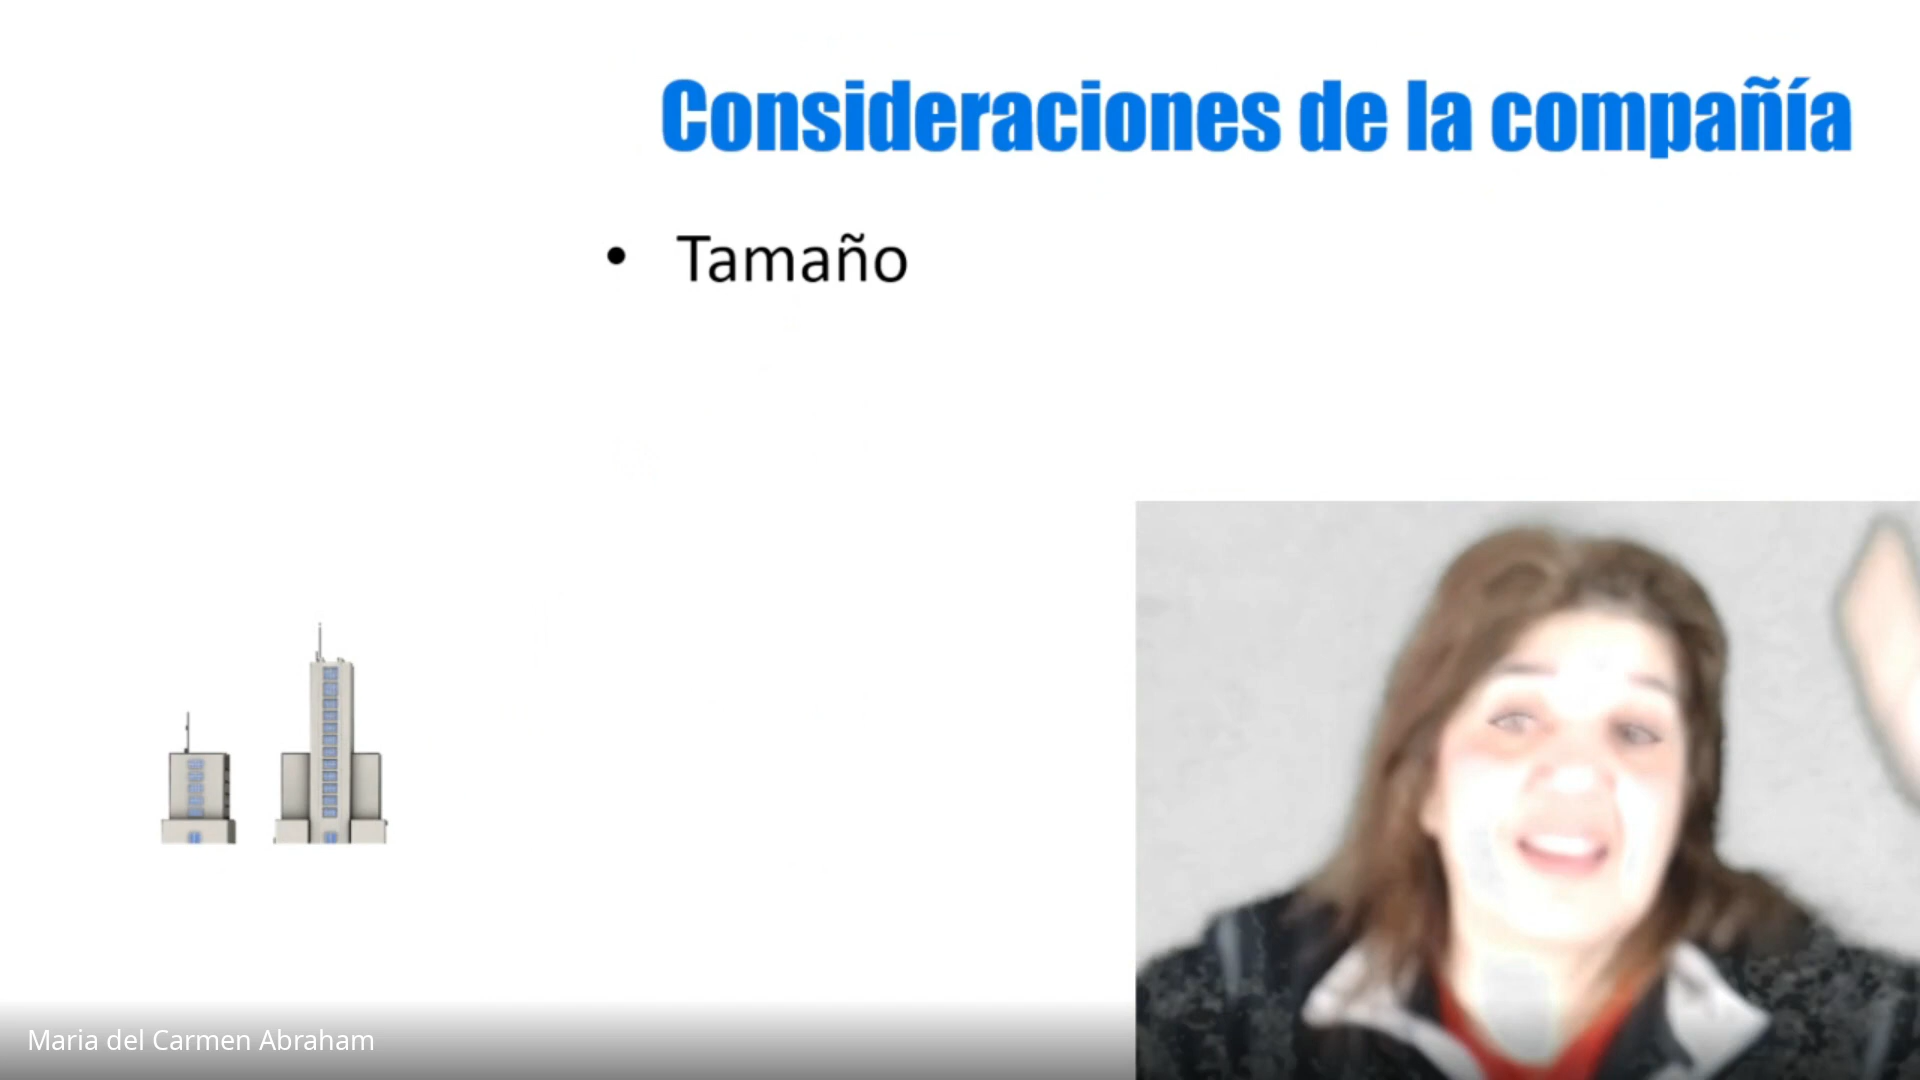 Consideraciones de la compañía
• Tamaño
Maria del Carmen Abraham